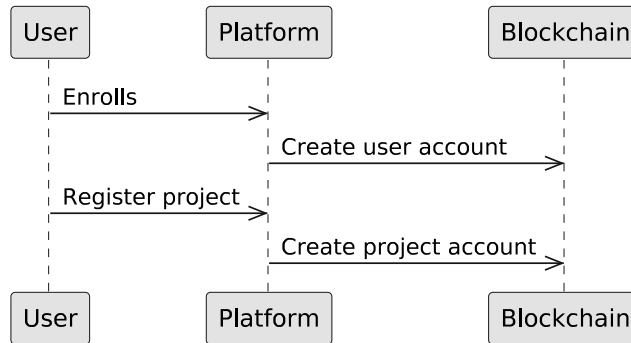 User Platform Blockchain
Enrolls
Create user account
Register project
Create project account
User Platform Blockchain